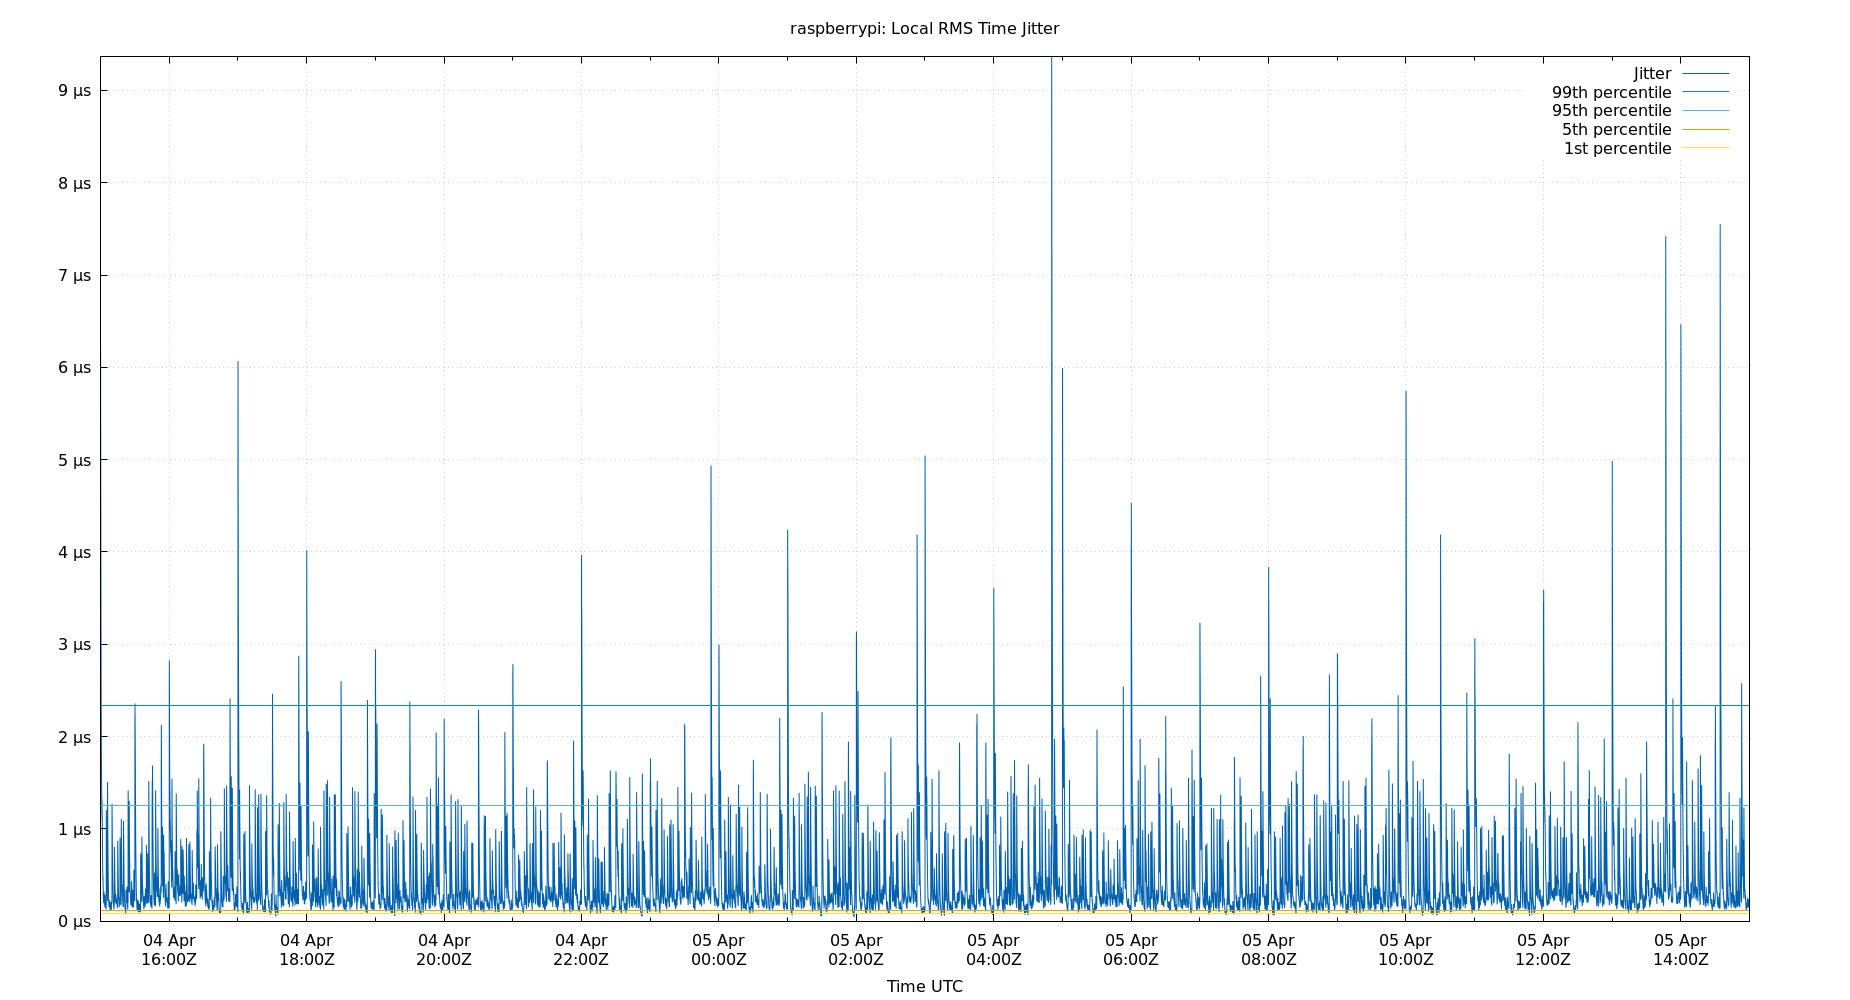 raspberrypi: Local RMS Time Jitter
Jitter
99th percentile
95th percentile
5th percentile
1st percentile
9 µs
8 µs
7 µs
6 µs
5 µs
4 µs
3 µs
2 µs
1 µs
0 µs
04 Apr 04 Apr 04 Apr 04 Apr 05 Apr 05 Apr 05 Apr 05 Apr 05 Apr 05 Apr 05 Apr 05 Apr
16:00Z 18:00Z 20:00Z 22:00Z 00:00Z 02:00Z 04:00Z 06:00Z 08:00Z 10:00Z 12:00Z 14:00Z
Time UTC